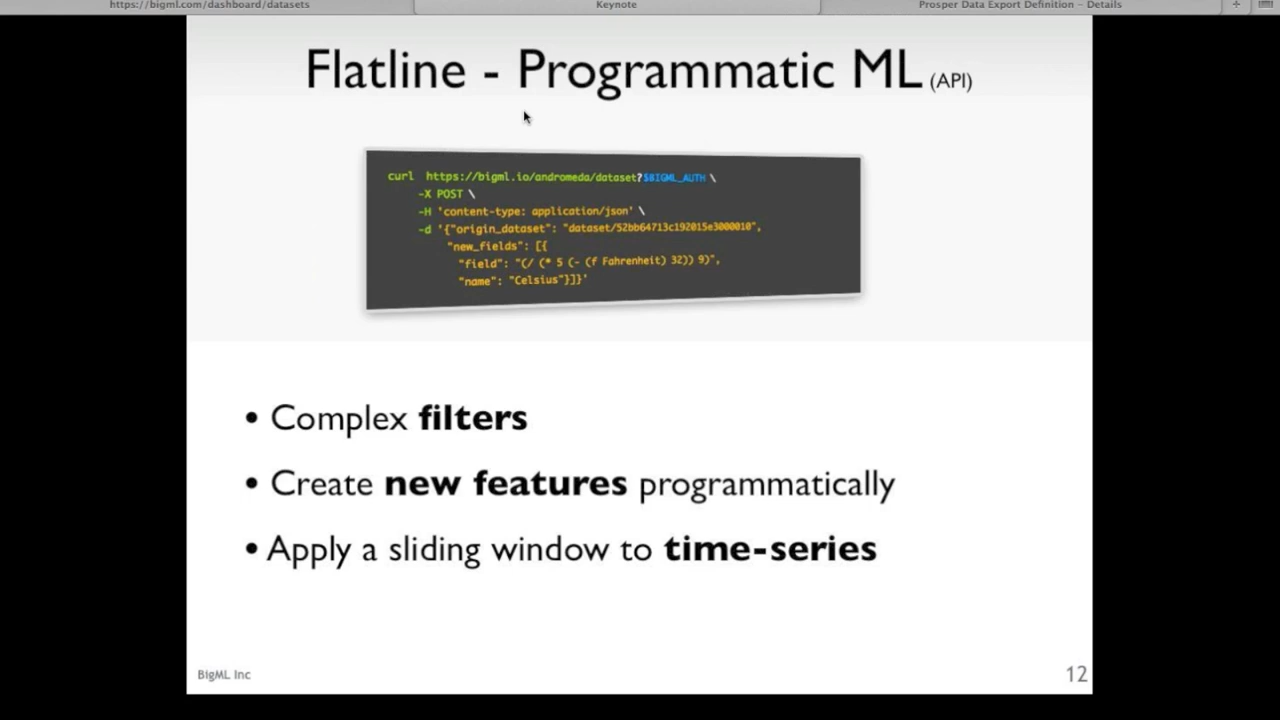 https://bigml.com/dashboard/datasets Keynote Prosper Data Export Definition – Details
Flatline - Programmatic ML (API)
curl https://bigml.io/andromeda/dataset?$BIGML_AUTH \
-X POST \
-H 'content-type: application/json' \
-d '{"origin_dataset": "dataset/52bb64713c192015e3000010",
"new_fields": [{
"field": "(/ (* 5 (- (f Fahrenheit) 32)) 9)",
"name": "Celsius"}]}'
• Complex filters
• Create new features programmatically
• Apply a sliding window to time-series
BigML Inc 12